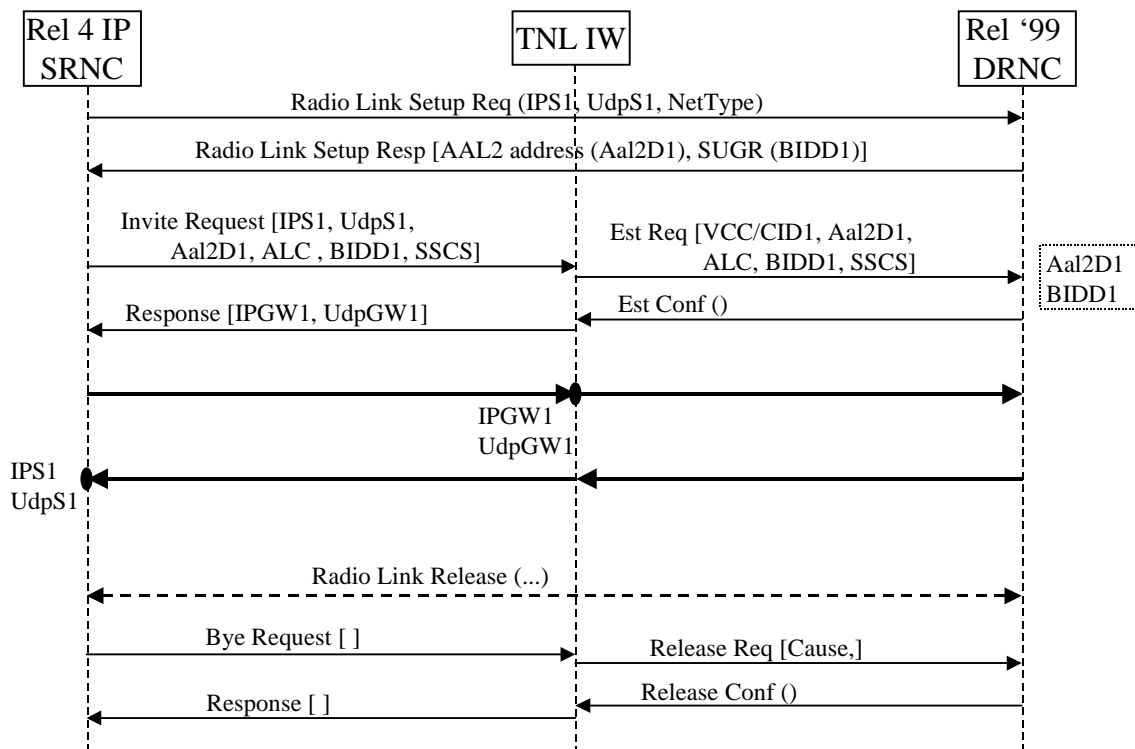 Rel 4 IP
SRNC
TNL IW
Rel ‘99
DRNC
Radio Link Setup Req (IPS1, UdpS1, NetType)
Radio Link Setup Resp [AAL2 address (Aal2D1), SUGR (BIDD1)]
Invite Request [IPS1, UdpS1,
Aal2D1, ALC , BIDD1, SSCS]
Est Req [VCC/CID1, Aal2D1,
ALC, BIDD1, SSCS]
Aal2D1
BIDD1
Est Conf ()
Response [IPGW1, UdpGW1]
IPGW1
UdpGW1
IPS1
UdpS1
Radio Link Release (...)
Bye Request [ ]
Release Req [Cause,]
Release Conf ()
Response [ ]